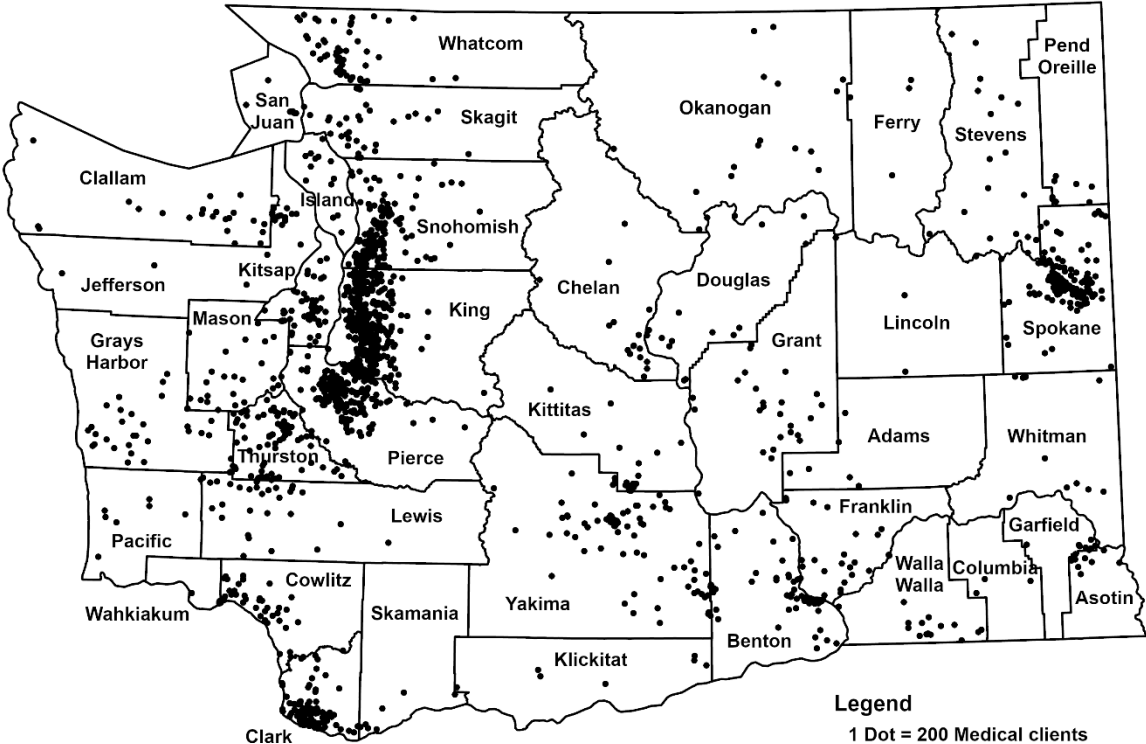 Whatcom
Pend
Oreille
San
Juan
Skagit
Okanogan
Ferry
Stevens
Clallam
Island
Snohomish
Kitsap
Jefferson
Chelan
Douglas
Mason
King
Lincoln
Spokane
Grays
Harbor
Grant
Kittitas
Adams
Whitman
Thurston
Pierce
Lewis
Franklin
Garfield
Pacific
Cowlitz
Walla
Walla
Columbia
Wahkiakum
Skamania
Yakima
Asotin
Benton
Klickitat
Clark
Legend
1 Dot = 200 Medical clients